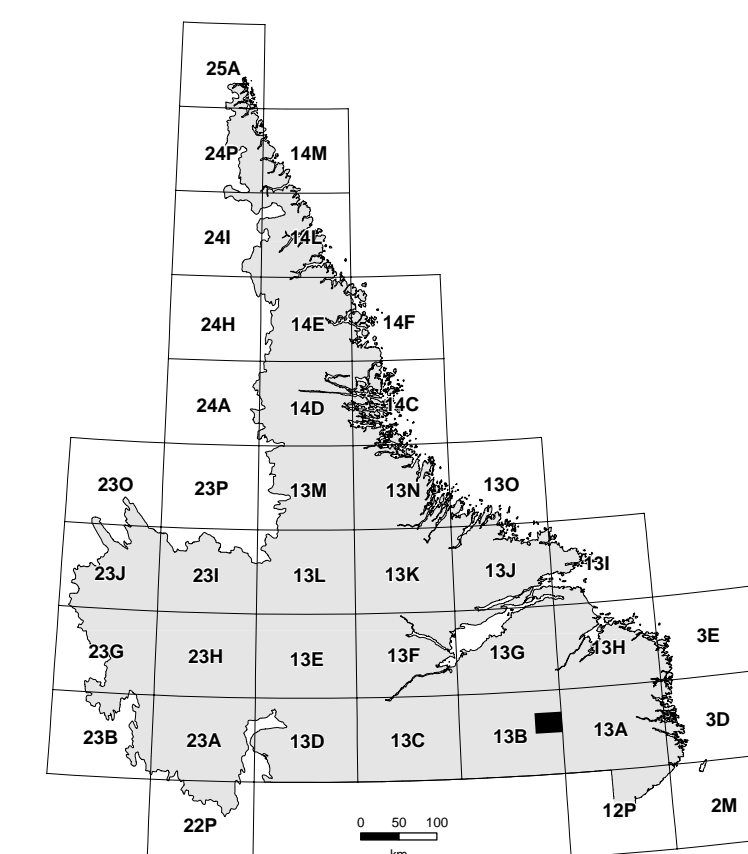 25A
24P 14M
24I 14L
24H 14E 14F
24A 14D 14C
23O 23P 13M 13N 13O
23J 23I 13L 13K 13J 13I
23G 23H 13E 13F 13G 13H 3E
23B 23A 13D 13C 13B 13A 3D
22P 12P 2M
0 50 100
km